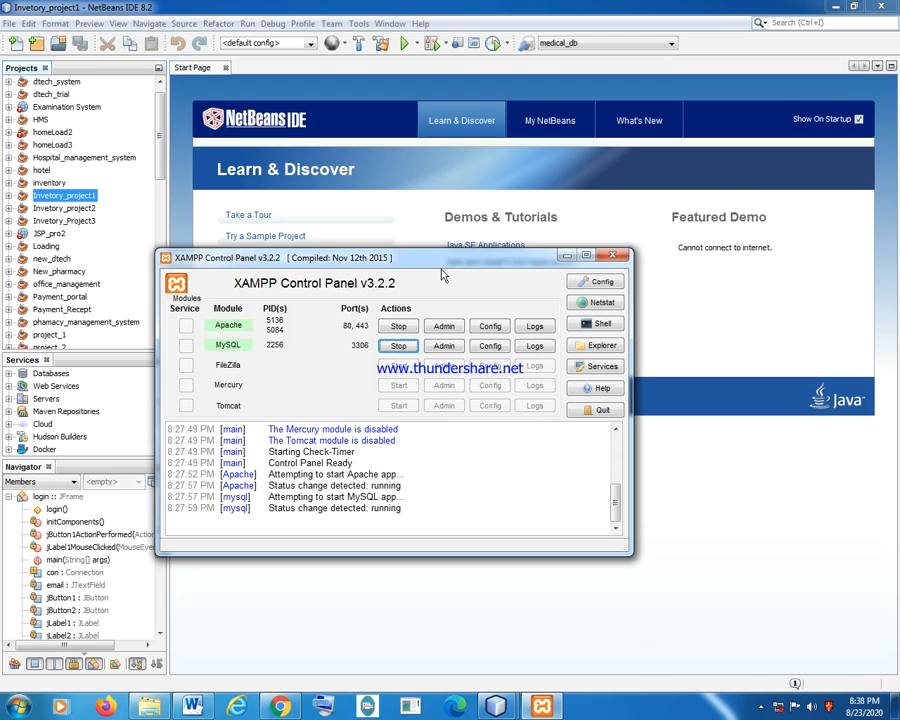 Invetory_project1 - NetBeans IDE 8.2
File Edit Format View Navigate Source Refactor Run Debug Profile Team Tools Window Help
Search (Ctrl+I)
<default config>
medical_db
Projects
Start Page
dtech_system
dtech_trial
Examination System
HMS
homeLoad2
homeLoad3
Hospital_management_system
hotel
inventory
Invetory_project1
Invetory_project2
Invetory_Project3
JSP_pro2
Loading
new_dtech
New_pharmacy
office_management
Payment_portal
Payment_Recept
phamacy_management_system
project_1
project_2
NetBeans IDE
Learn & Discover
My NetBeans
What's New
Show On Startup
Learn & Discover
Take a Tour
Try a Sample Project
Demos & Tutorials
Java SE Applications
Featured Demo
Cannot connect to internet.
Java
XAMPP Control Panel v3.2.2 [ Compiled: Nov 12th 2015 ]
XAMPP Control Panel v3.2.2
Modules
Service Module PID(s) Port(s) Actions
Apache 5136 5084 80, 443 Stop Admin Config Logs
MySQL 2256 3306 Stop Admin Config Logs
FileZilla Start Admin Config Logs
www.thundershare.net
Mercury Start Admin Config Logs
Tomcat Start Admin Config Logs
Config
Netstat
Shell
Explorer
Services
Help
Quit
8:27:49 PM [main] The Mercury module is disabled
8:27:49 PM [main] The Tomcat module is disabled
8:27:49 PM [main] Starting Check-Timer
8:27:49 PM [main] Control Panel Ready
8:27:52 PM [Apache] Attempting to start Apache app...
8:27:52 PM [Apache] Status change detected: running
8:27:57 PM [mysql] Attempting to start MySQL app...
8:27:59 PM [mysql] Status change detected: running
Services
Databases
Web Services
Servers
Maven Repositories
Cloud
Hudson Builders
Docker
Navigator
Members
<empty>
login :: JFrame
login()
initComponents()
jButton1ActionPerformed(Action
jLabel1MouseClicked(MouseEve
main(String[] args)
con : Connection
email : JTextField
jButton1 : JButton
jButton2 : JButton
jLabel1 : JLabel
jLabel2 : JLabel
8:38 PM
8/23/2020